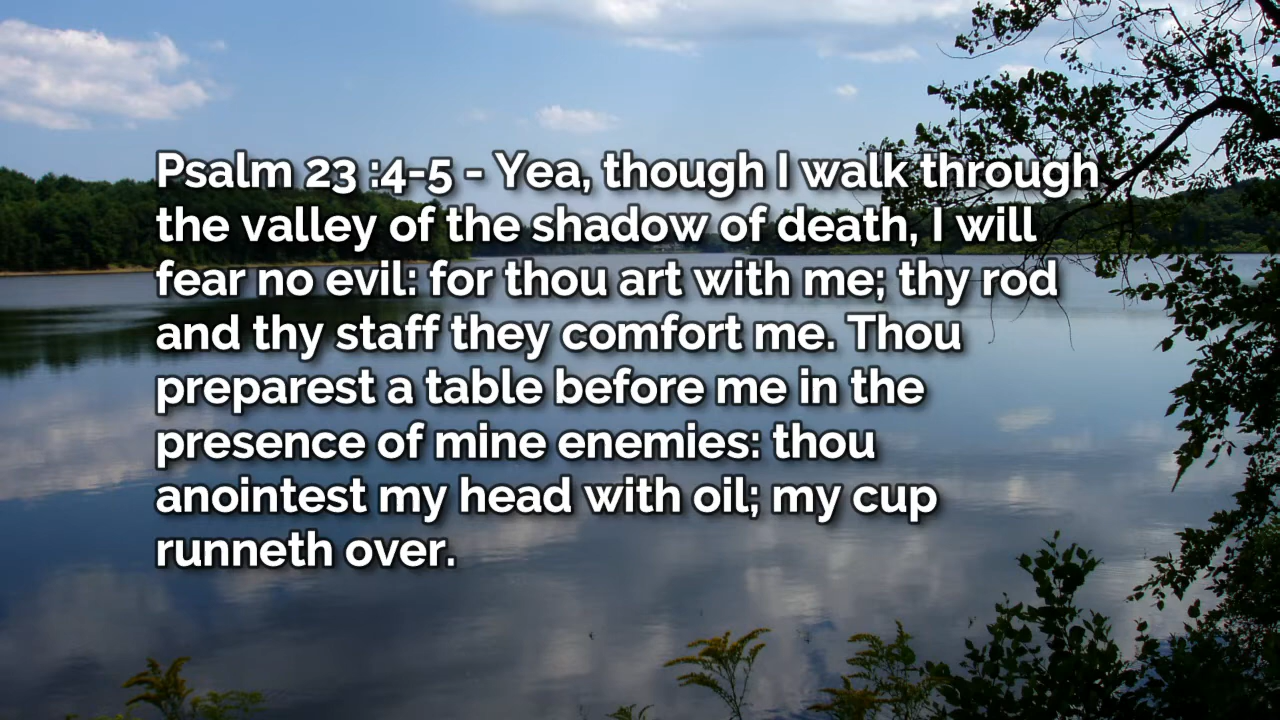 Psalm 23 :4-5 - Yea, though I walk through
the valley of the shadow of death, I will
fear no evil: for thou art with me; thy rod
and thy staff they comfort me. Thou
preparest a table before me in the
presence of mine enemies: thou
anointest my head with oil; my cup
runneth over.